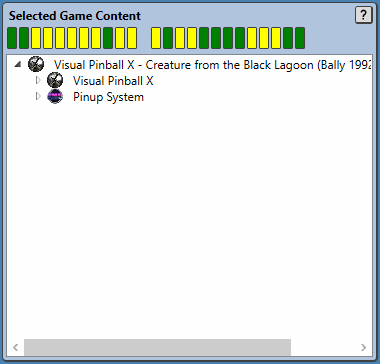 Selected Game Content
?
Visual Pinball X - Creature from the Black Lagoon (Bally 1992
Visual Pinball X
Pinup System